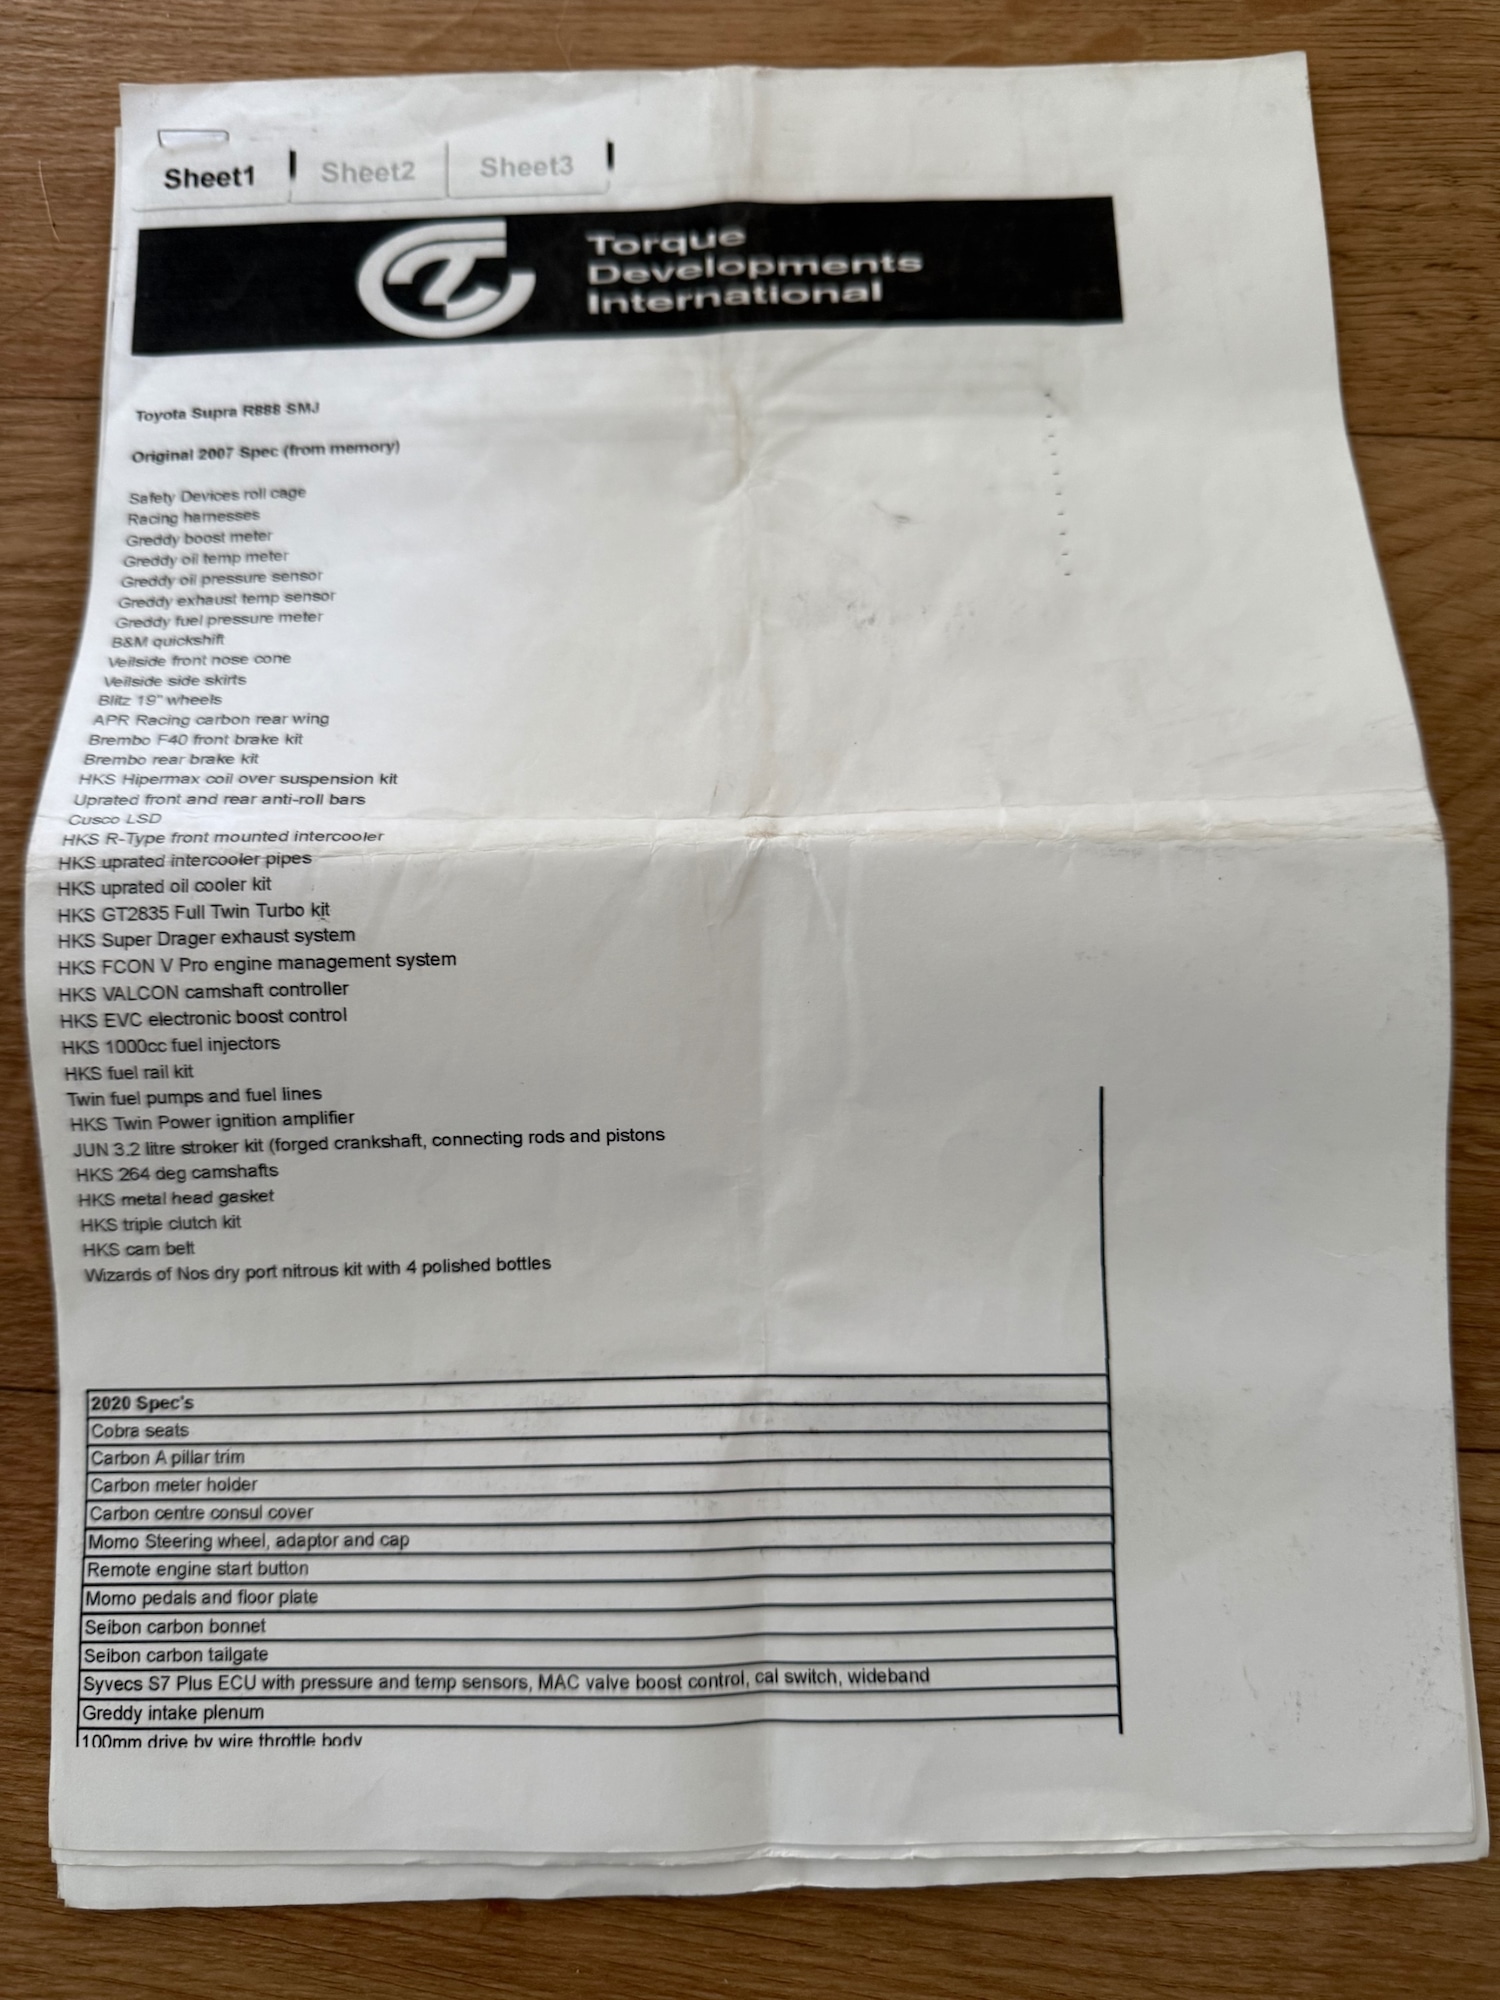 Sheet1 Sheet2 Sheet3
Torque
Developments
International
Toyota Supra R888 SMJ
Original 2007 Spec (from memory)
Safety Devices roll cage
Racing harnesses
Greddy boost meter
Greddy oil temp meter
Greddy oil pressure sensor
Greddy exhaust temp sensor
Greddy fuel pressure meter
B&M quickshift
Veilside front nose cone
Veilside side skirts
Blitz 19" wheels
APR Racing carbon rear wing
Brembo F40 front brake kit
Brembo rear brake kit
HKS Hipermax coil over suspension kit
Uprated front and rear anti-roll bars
Cusco LSD
HKS R-Type front mounted intercooler
HKS uprated intercooler pipes
HKS uprated oil cooler kit
HKS GT2835 Full Twin Turbo kit
HKS Super Drager exhaust system
HKS FCON V Pro engine management system
HKS VALCON camshaft controller
HKS EVC electronic boost control
HKS 1000cc fuel injectors
HKS fuel rail kit
Twin fuel pumps and fuel lines
HKS Twin Power ignition amplifier
JUN 3.2 litre stroker kit (forged crankshaft, connecting rods and pistons
HKS 264 deg camshafts
HKS metal head gasket
HKS triple clutch kit
HKS cam belt
Wizards of Nos dry port nitrous kit with 4 polished bottles
2020 Spec's
Cobra seats
Carbon A pillar trim
Carbon meter holder
Carbon centre consul cover
Momo Steering wheel, adaptor and cap
Remote engine start button
Momo pedals and floor plate
Seibon carbon bonnet
Seibon carbon tailgate
Syvecs S7 Plus ECU with pressure and temp sensors, MAC valve boost control, cal switch, wideband
Greddy intake plenum
100mm drive by wire throttle body